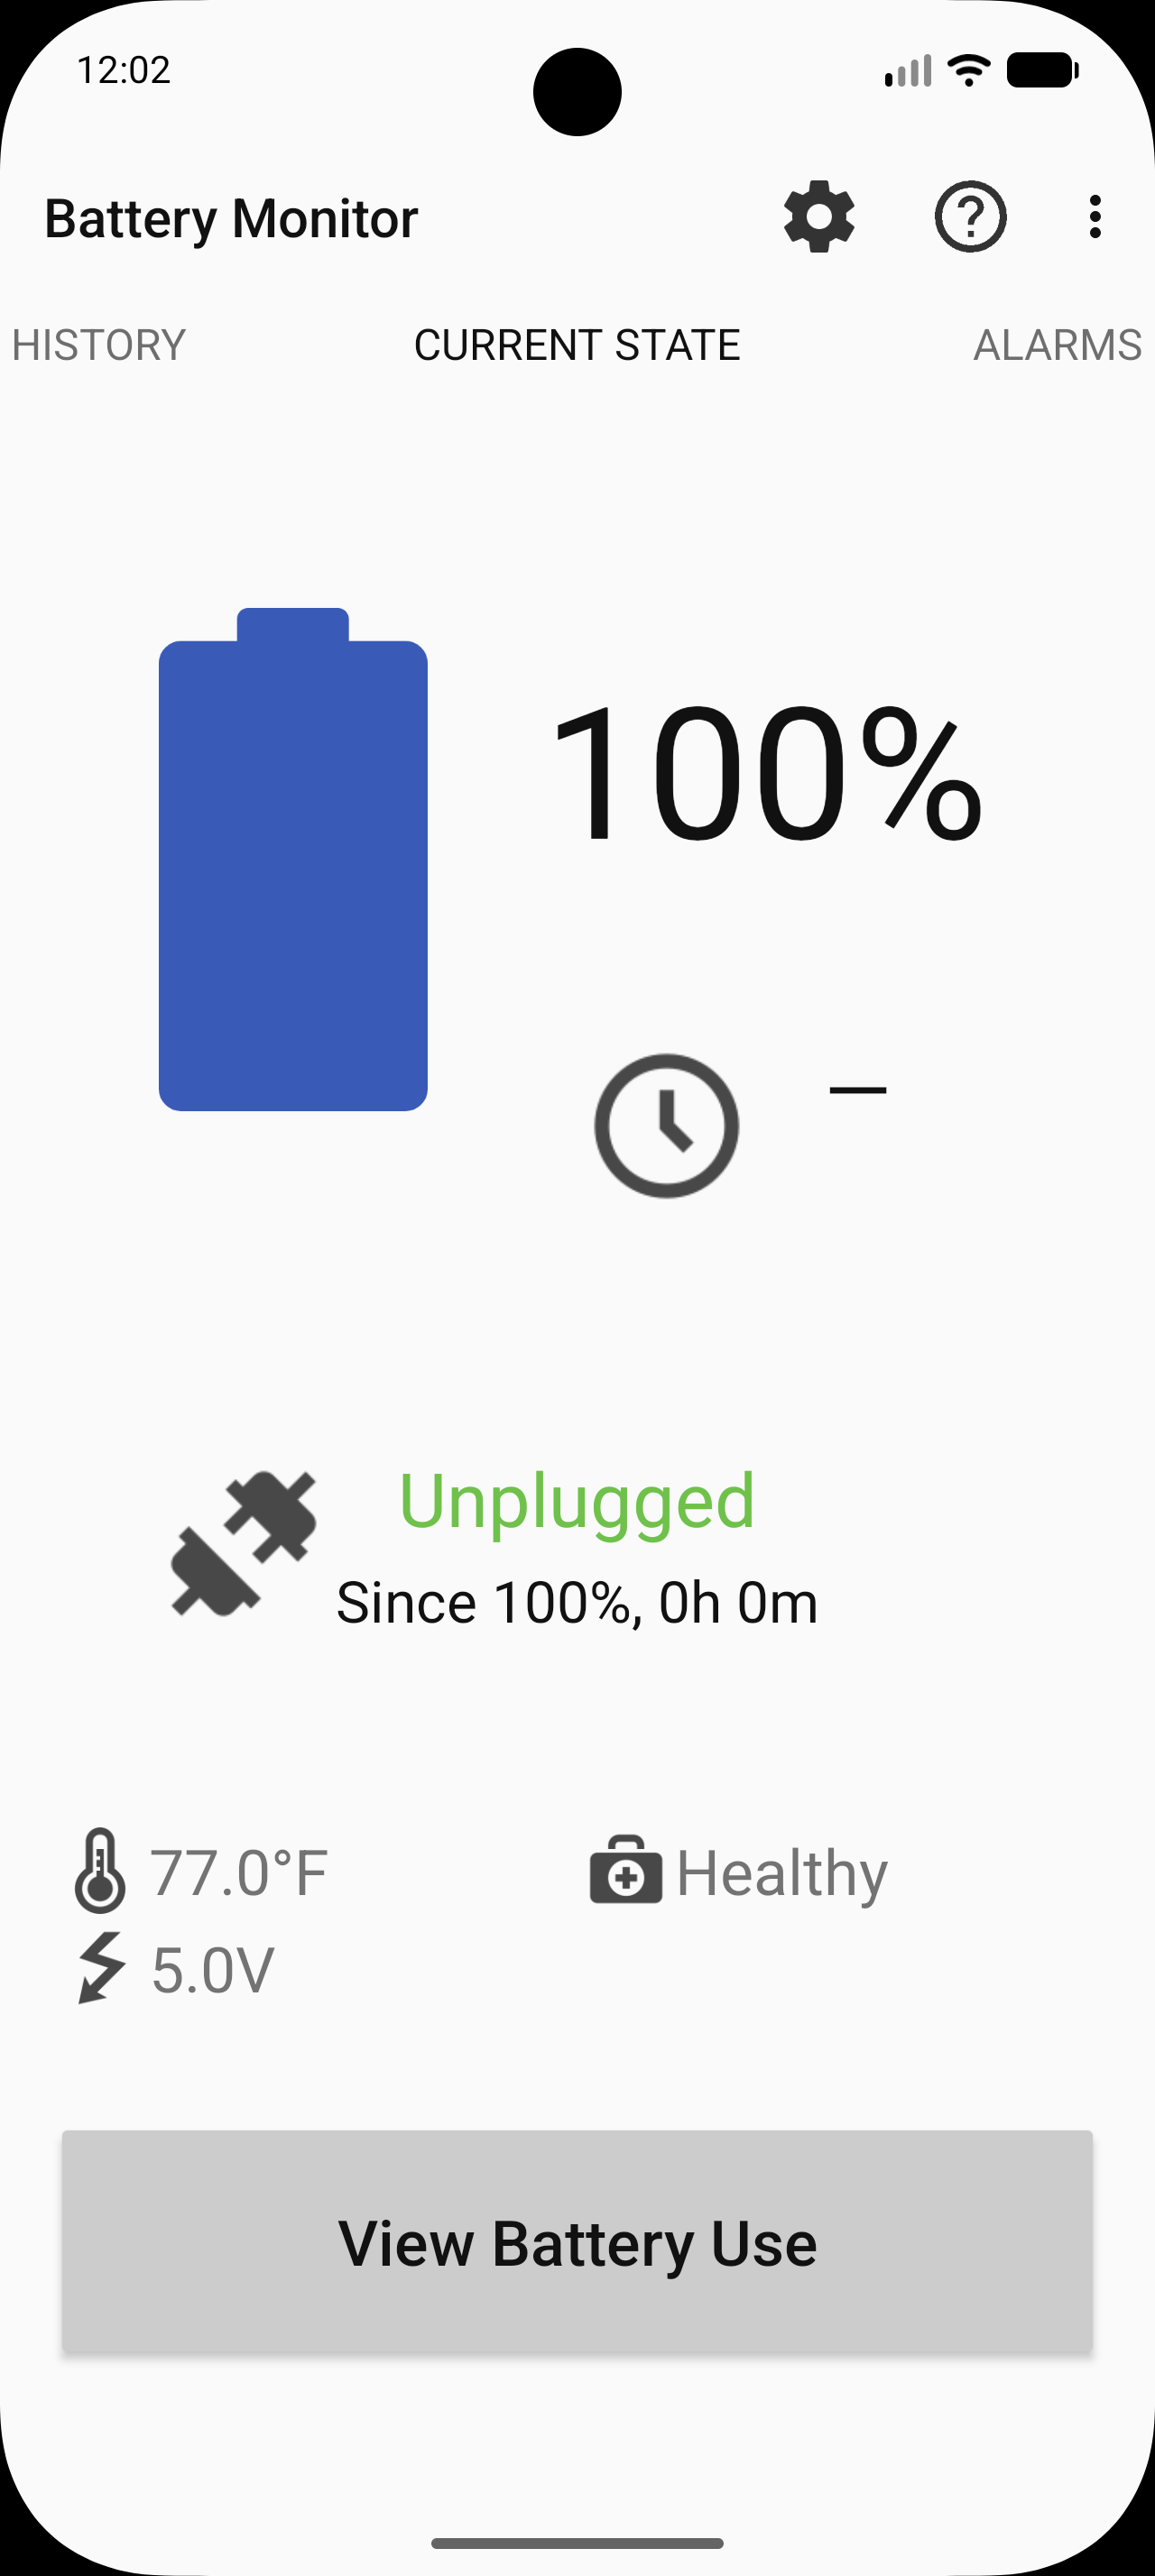 12:02
Battery Monitor
HISTORY
CURRENT STATE
ALARMS
100%
–
Unplugged
Since 100%, 0h 0m
77.0°F
Healthy
5.0V
View Battery Use